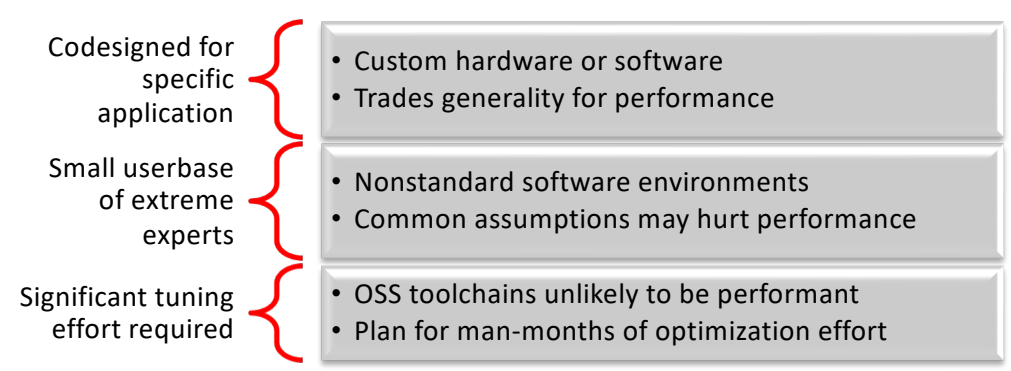 Codesigned for
specific
application
• Custom hardware or software
• Trades generality for performance
Small userbase
of extreme
experts
• Nonstandard software environments
• Common assumptions may hurt performance
Significant tuning
effort required
• OSS toolchains unlikely to be performant
• Plan for man-months of optimization effort